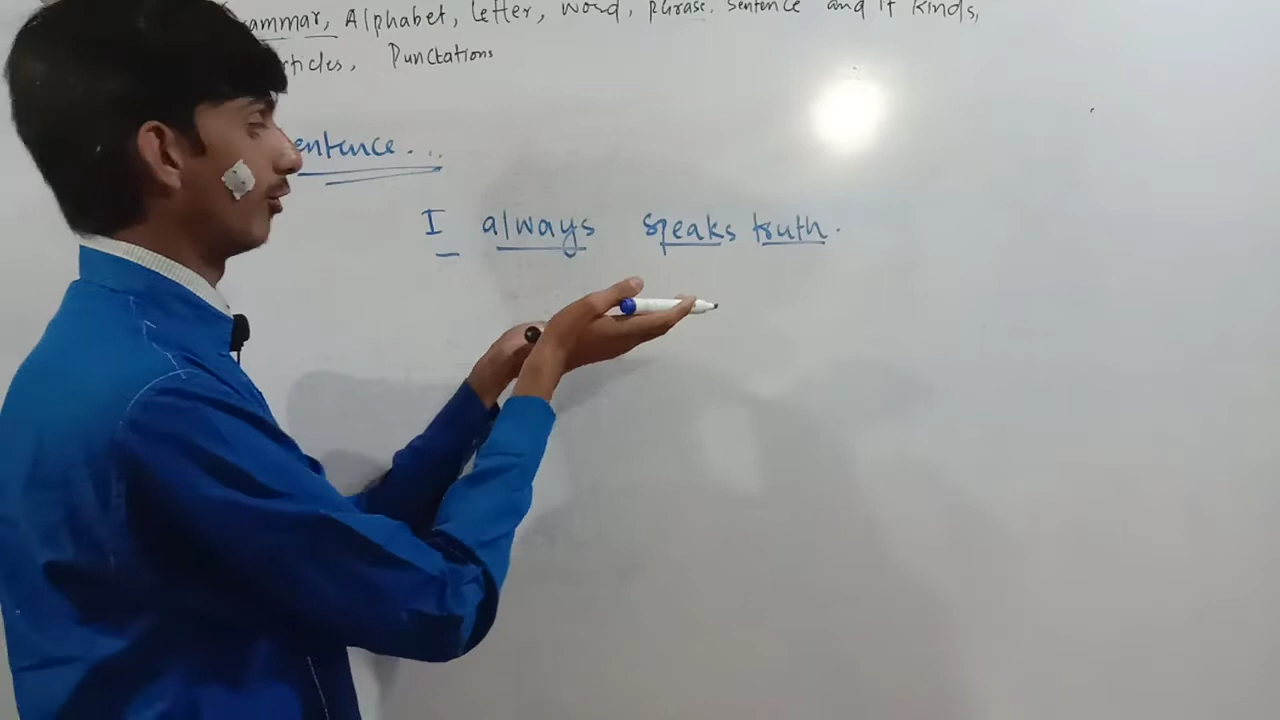 ammar, Alphabet, Letter, word, phrase, sentence and it kinds,
rticles, Punctations
entence...
I always speaks truth.